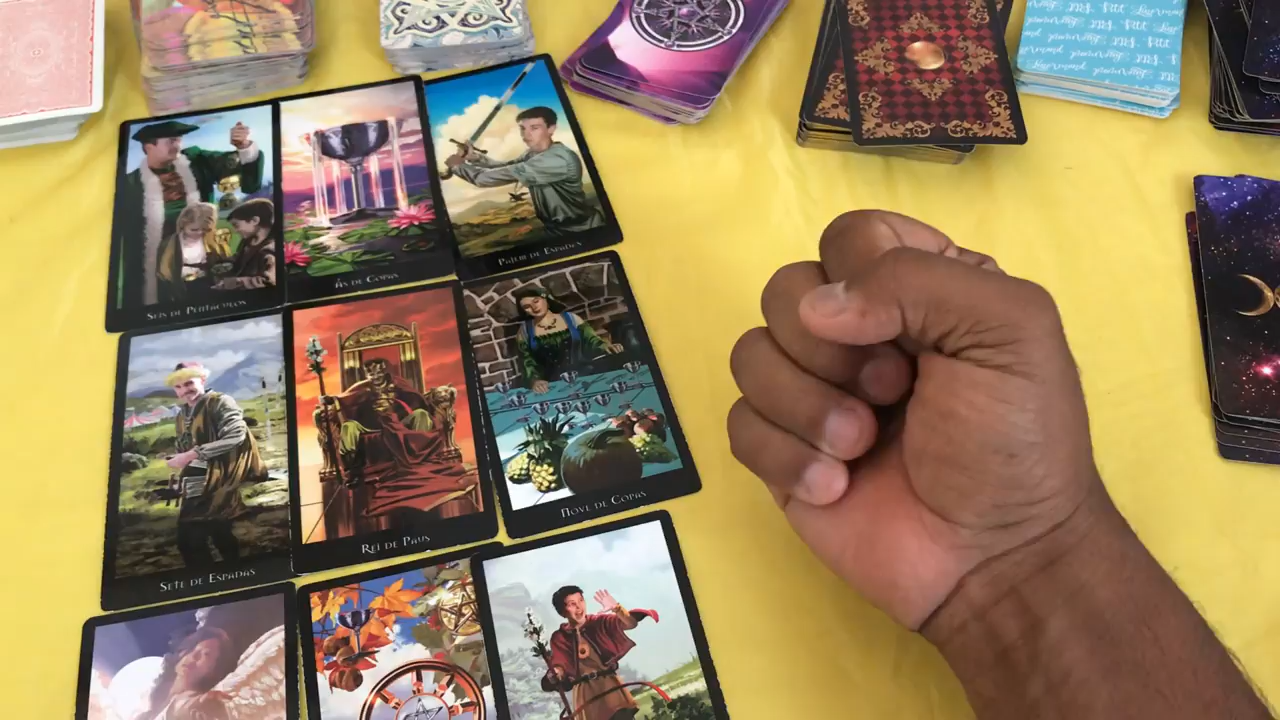 SEIS DE PENTÁCULOS
ÁS DE COPAS
PAJEM DE ESPADAS
SETE DE ESPADAS
REI DE PAUS
NOVE DE COPAS